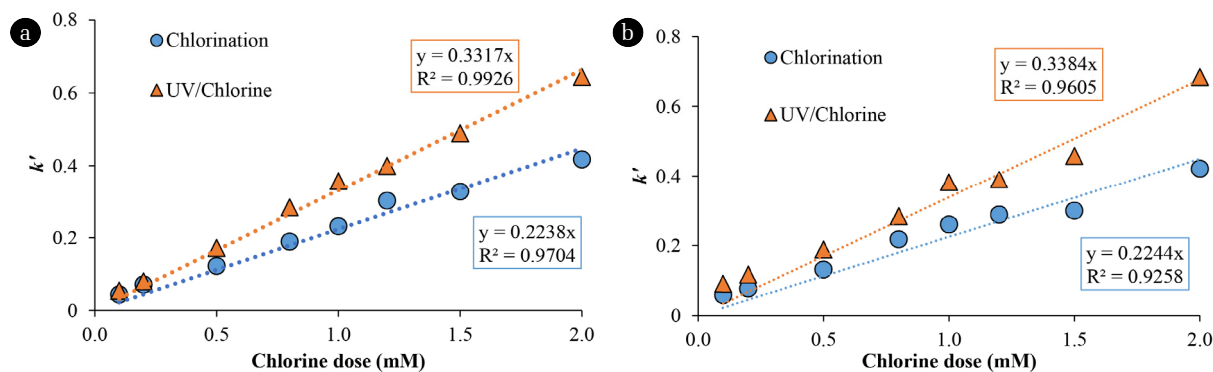 a
0.8
0.6
0.4
0.2
0
k′
Chlorination
UV/Chlorine
y = 0.3317x
R² = 0.9926
y = 0.2238x
R² = 0.9704
0.0 0.5 1.0 1.5 2.0
Chlorine dose (mM)
b
0.8
0.6
0.4
0.2
0
k′
Chlorination
UV/Chlorine
y = 0.3384x
R² = 0.9605
y = 0.2244x
R² = 0.9258
0.0 0.5 1.0 1.5 2.0
Chlorine dose (mM)